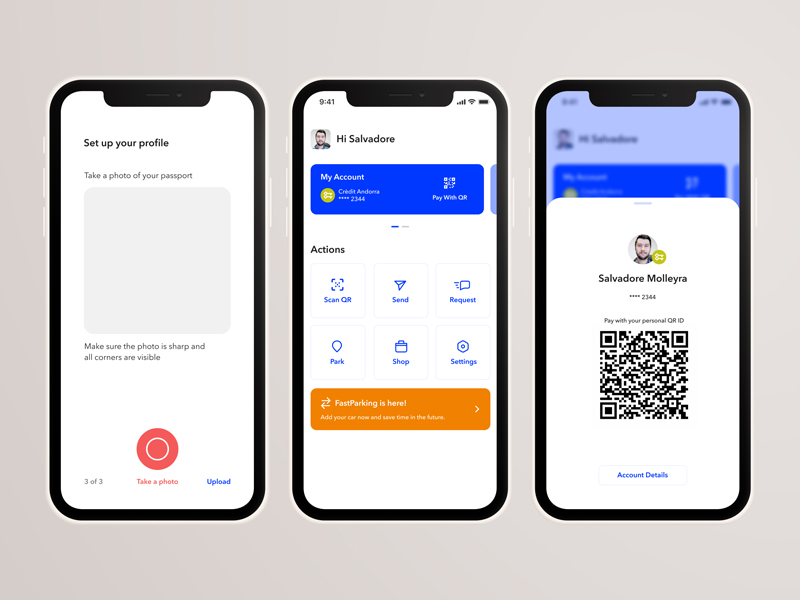 Set up your profile
Take a photo of your passport
Make sure the photo is sharp and
all corners are visible
3 of 3
Take a photo
Upload
9:41
Hi Salvadore
My Account
Crèdit Andorra
**** 2344
Pay With QR
Actions
Scan QR
Send
Request
Park
Shop
Settings
FastParking is here!
Add your car now and save time in the future.
9:41
Hi Salvadore
My Account
Crèdit Andorra
Salvadore Molleyra
**** 2344
Pay with your personal QR ID
Account Details